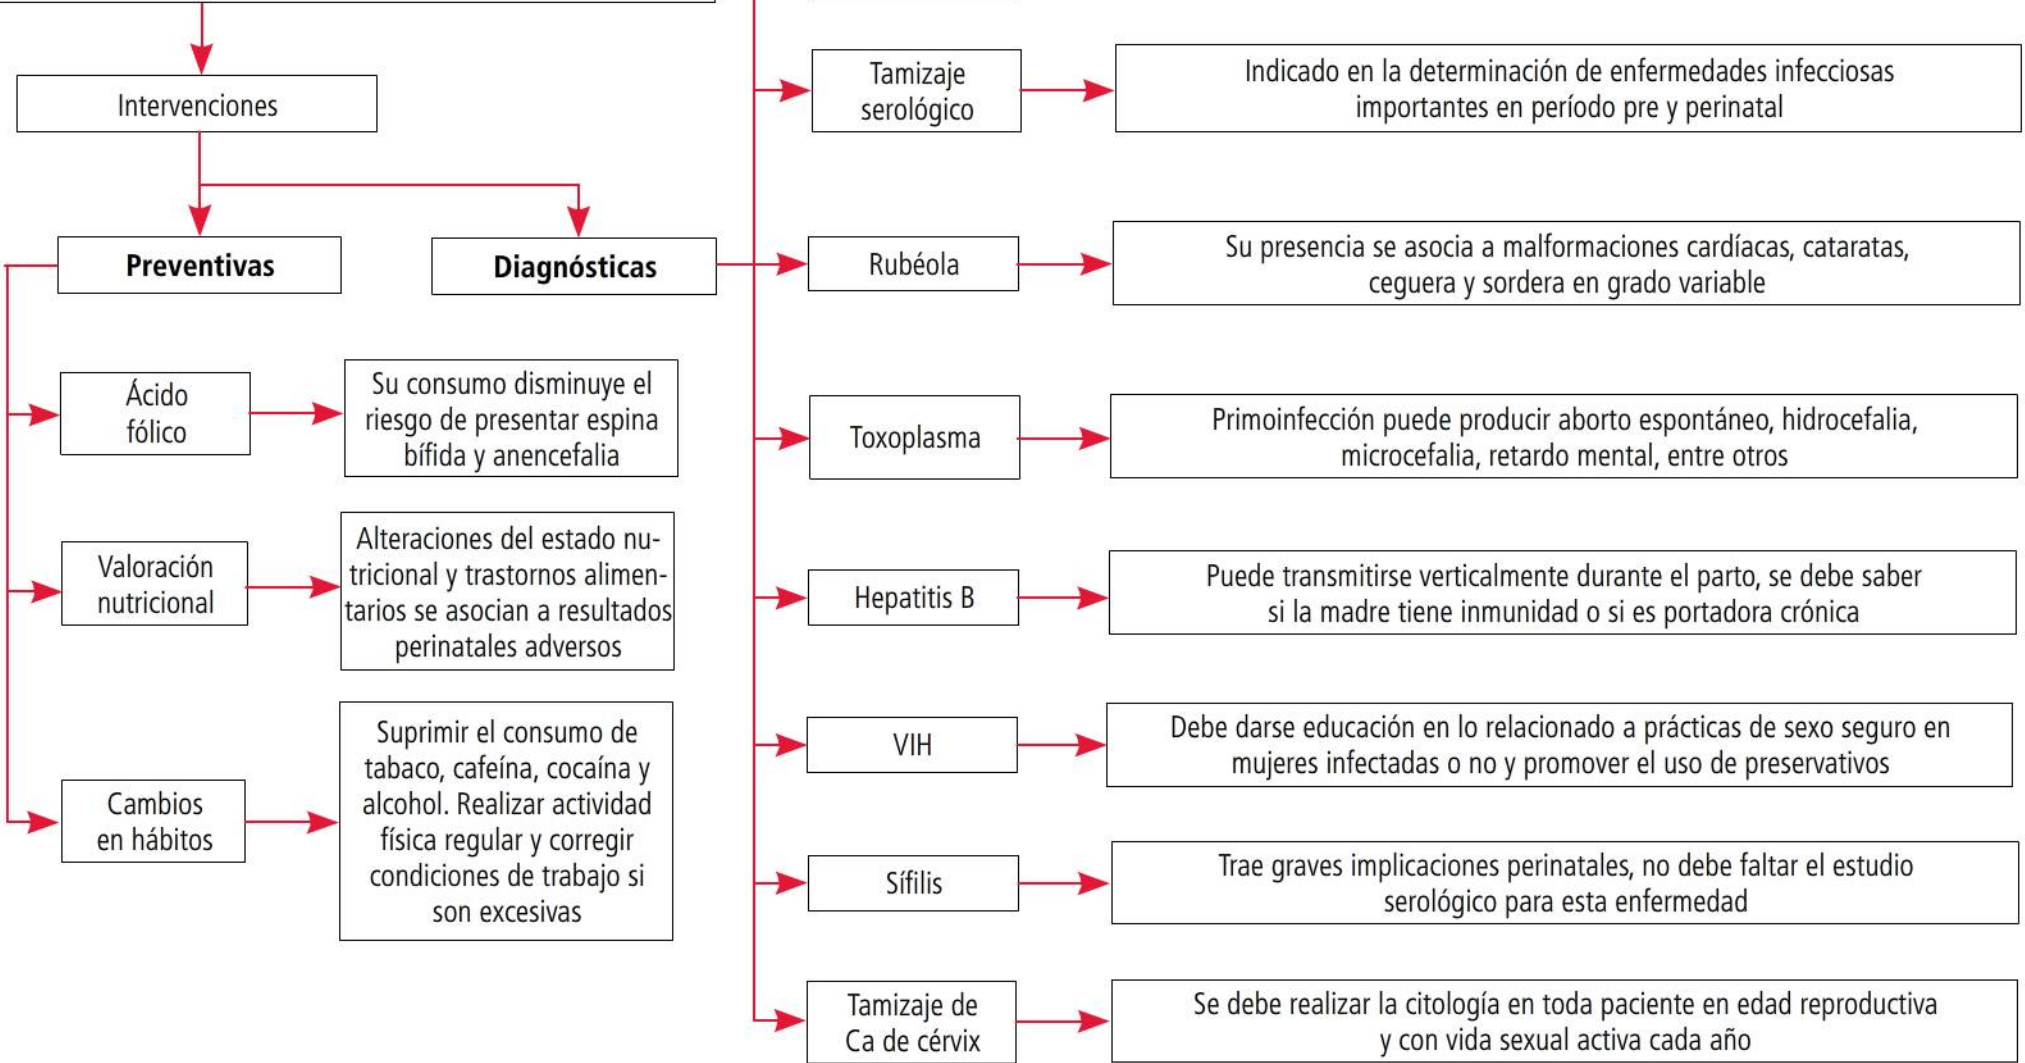 Intervenciones
Preventivas
Diagnósticas
Ácido
fólico
Su consumo disminuye el
riesgo de presentar espina
bífida y anencefalia
Valoración
nutricional
Alteraciones del estado nu-
tricional y trastornos alimen-
tarios se asocian a resultados
perinatales adversos
Cambios
en hábitos
Suprimir el consumo de
tabaco, cafeína, cocaína y
alcohol. Realizar actividad
física regular y corregir
condiciones de trabajo si
son excesivas
Tamizaje
serológico
Indicado en la determinación de enfermedades infecciosas
importantes en período pre y perinatal
Rubéola
Su presencia se asocia a malformaciones cardíacas, cataratas,
ceguera y sordera en grado variable
Toxoplasma
Primoinfección puede producir aborto espontáneo, hidrocefalia,
microcefalia, retardo mental, entre otros
Hepatitis B
Puede transmitirse verticalmente durante el parto, se debe saber
si la madre tiene inmunidad o si es portadora crónica
VIH
Debe darse educación en lo relacionado a prácticas de sexo seguro en
mujeres infectadas o no y promover el uso de preservativos
Sífilis
Trae graves implicaciones perinatales, no debe faltar el estudio
serológico para esta enfermedad
Tamizaje de
Ca de cérvix
Se debe realizar la citología en toda paciente en edad reproductiva
y con vida sexual activa cada año